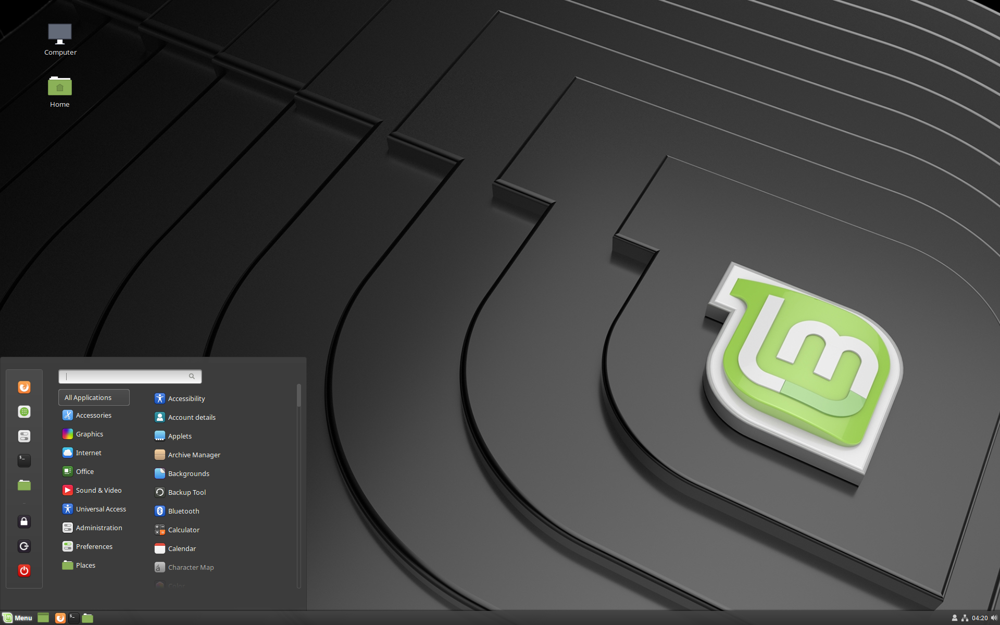 Computer
Home
All Applications
Accessories
Graphics
Internet
Office
Sound & Video
Universal Access
Administration
Preferences
Places
Accessibility
Account details
Applets
Archive Manager
Backgrounds
Backup Tool
Bluetooth
Calculator
Calendar
Character Map
Color
Menu
04:20